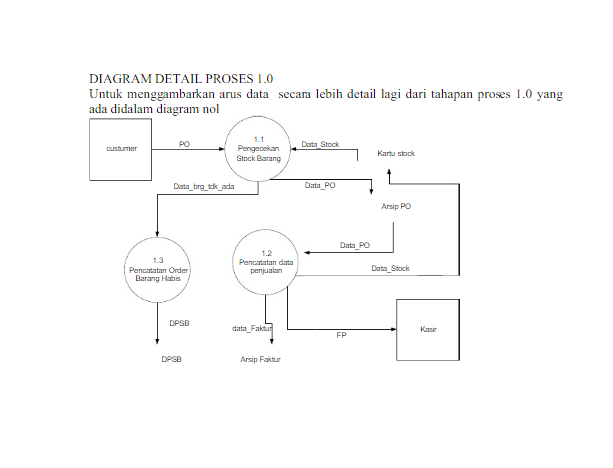 DIAGRAM DETAIL PROSES 1.0
Untuk menggambarkan arus data secara lebih detail lagi dari tahapan proses 1.0 yang
ada didalam diagram nol
custumer
PO
1.1
Pengecekan
Stock Barang
Data_Stock
Kartu stock
Data_brg_tdk_ada
Data_PO
Arsip PO
1.3
Pencatatan Order
Barang Habis
1.2
Pencatatan data
penjualan
Data_PO
Data_Stock
DPSB
data_Faktur
FP
Kasir
DPSB
Arsip Faktur